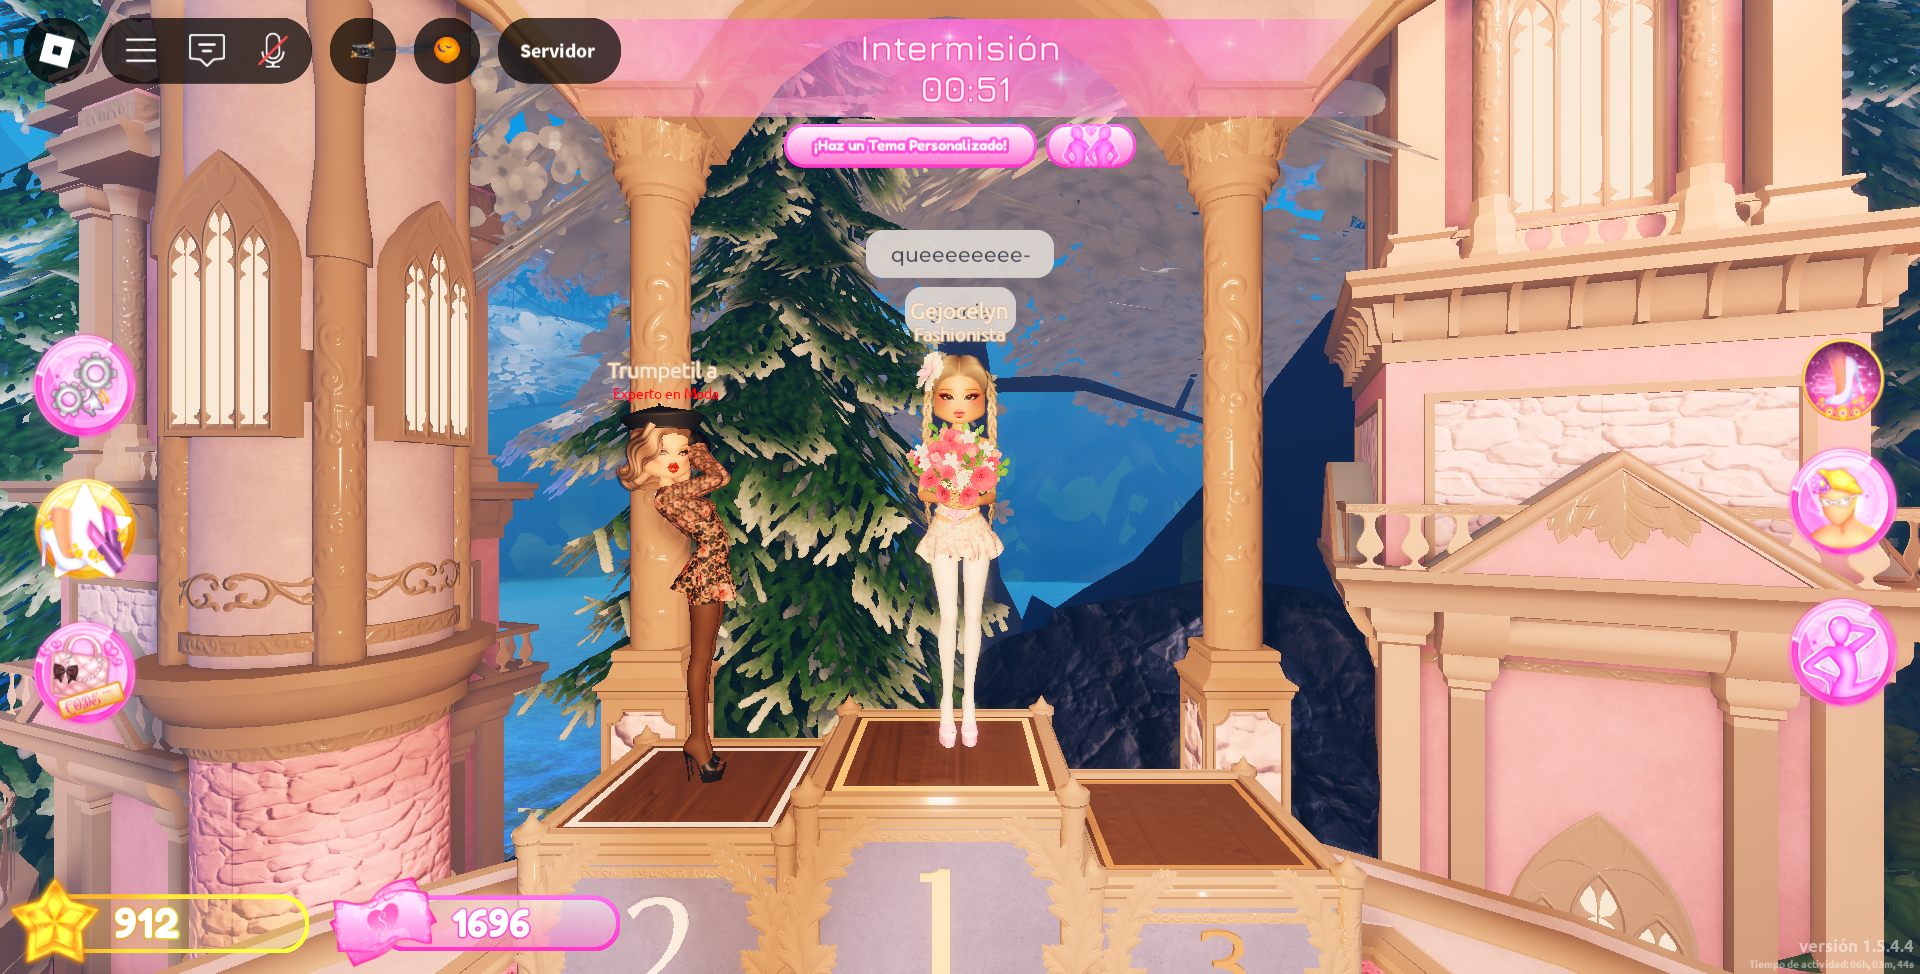 Servidor
Intermisión
00:51
¡Haz un Tema Personalizado!
queeeeeeeee-
Gejocelyn
Fashionista
Trumpetil a
Experto en Moda
CODE
912
1696
2
1
3
versión 1.5.4.4
Tiempo de actividad: 06h, 03m, 44s